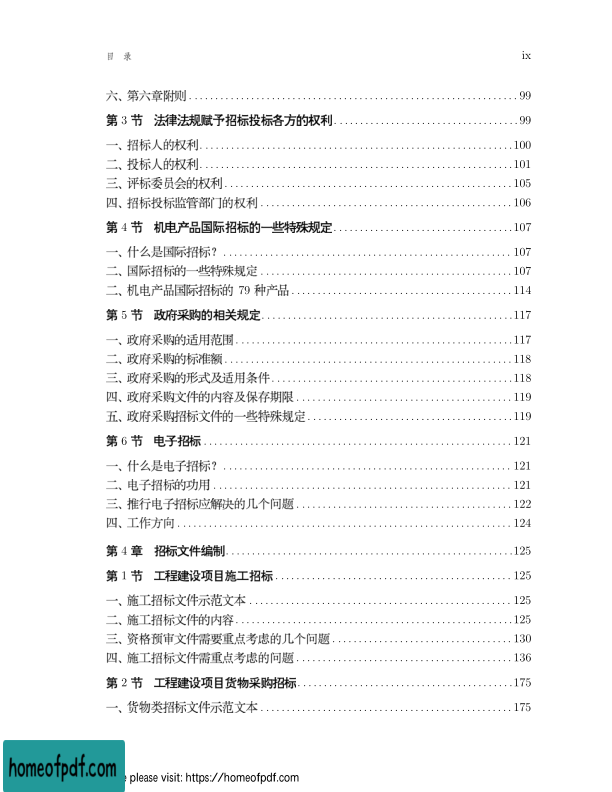 目 录 ix
六、第六章附则 99
第 3 节 法律法规赋予招标投标各方的权利 99
一、招标人的权利 100
二、投标人的权利 101
三、评标委员会的权利 105
四、招标投标监管部门的权利 106
第 4 节 机电产品国际招标的一些特殊规定 107
一、什么是国际招标? 107
二、国际招标的一些特殊规定 107
二、机电产品国际招标的 79 种产品 114
第 5 节 政府采购的相关规定 117
一、政府采购的适用范围 117
二、政府采购的标准额 118
三、政府采购的形式及适用条件 118
四、政府采购文件的内容及保存期限 119
五、政府采购招标文件的一些特殊规定 119
第 6 节 电子招标 121
一、什么是电子招标? 121
二、电子招标的功用 121
三、推行电子招标应解决的几个问题 122
四、工作方向 124
第 4 章 招标文件编制 125
第 1 节 工程建设项目施工招标 125
一、施工招标文件示范文本 125
二、施工招标文件的内容 125
三、资格预审文件需要重点考虑的几个问题 130
四、施工招标文件需重点考虑的问题 136
第 2 节 工程建设项目货物采购招标 175
一、货物类招标文件示范文本 175
homeofpdf.com
please visit: https://homeofpdf.com